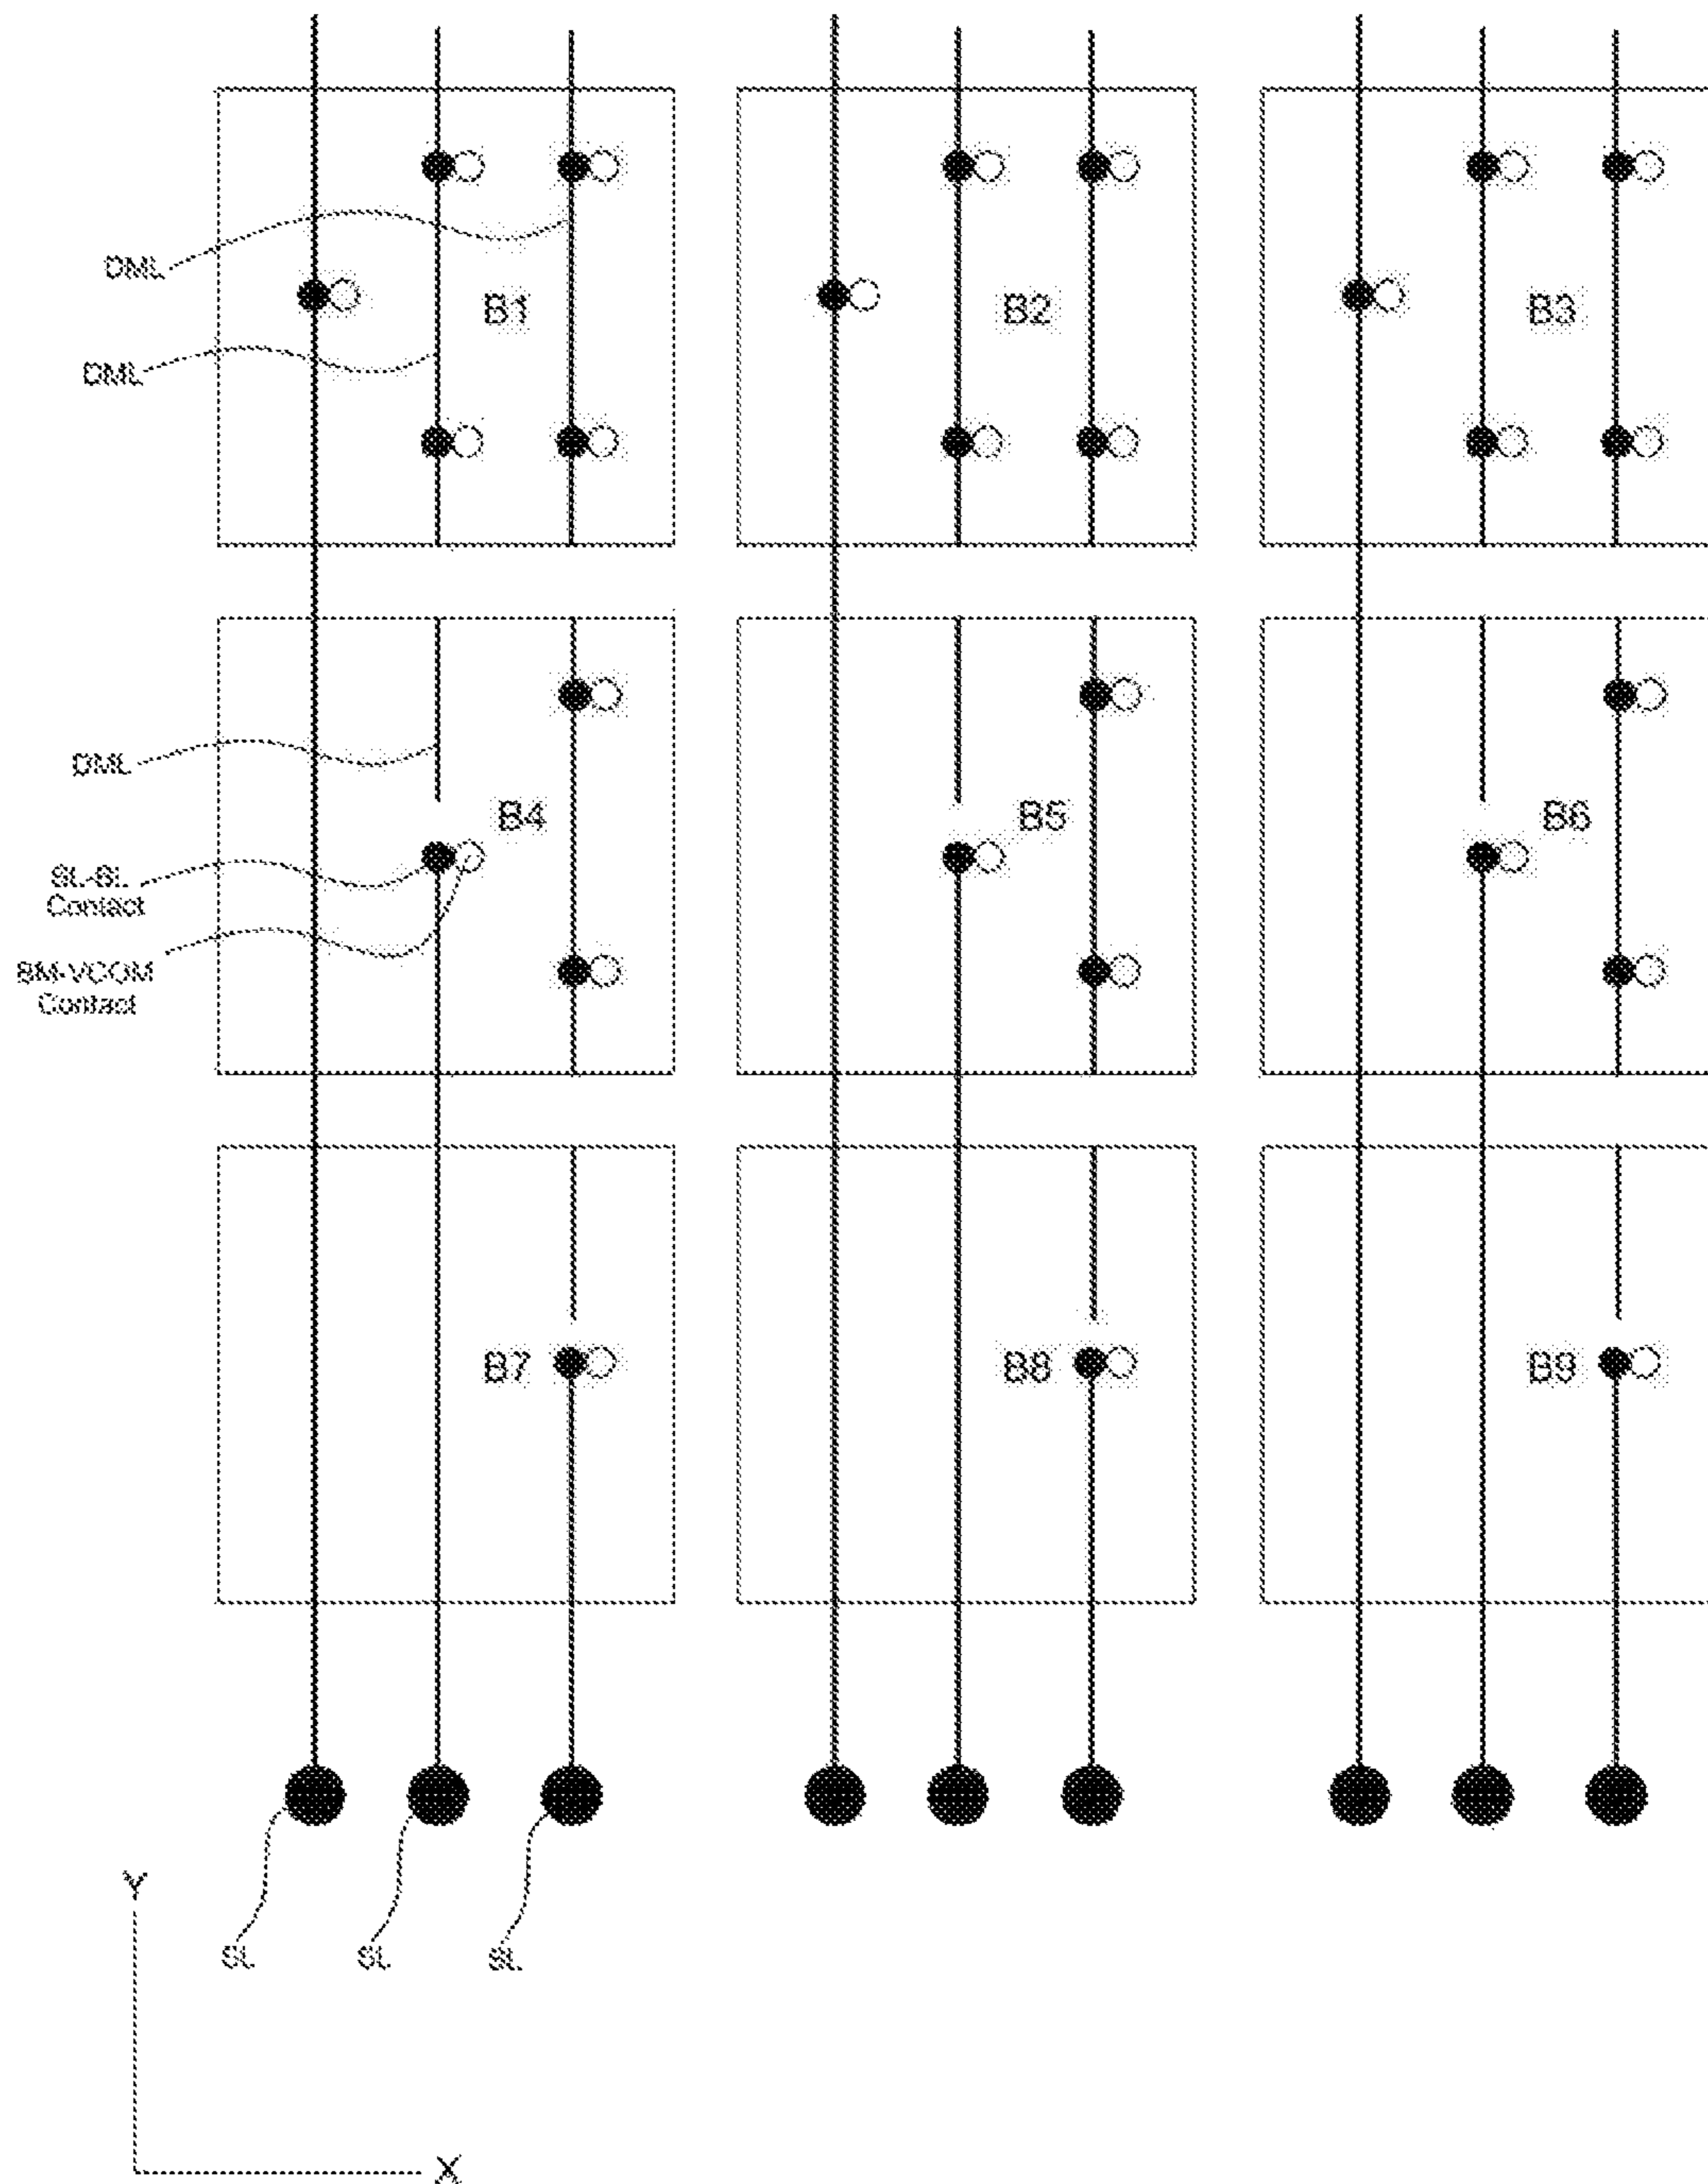 DML
B1
B2
B3
DML
DML
B4
B5
B6
SL-BL
Contact
BM-VCOM
Contact
B7
B8
B9
SL
SL
SL
Y
X